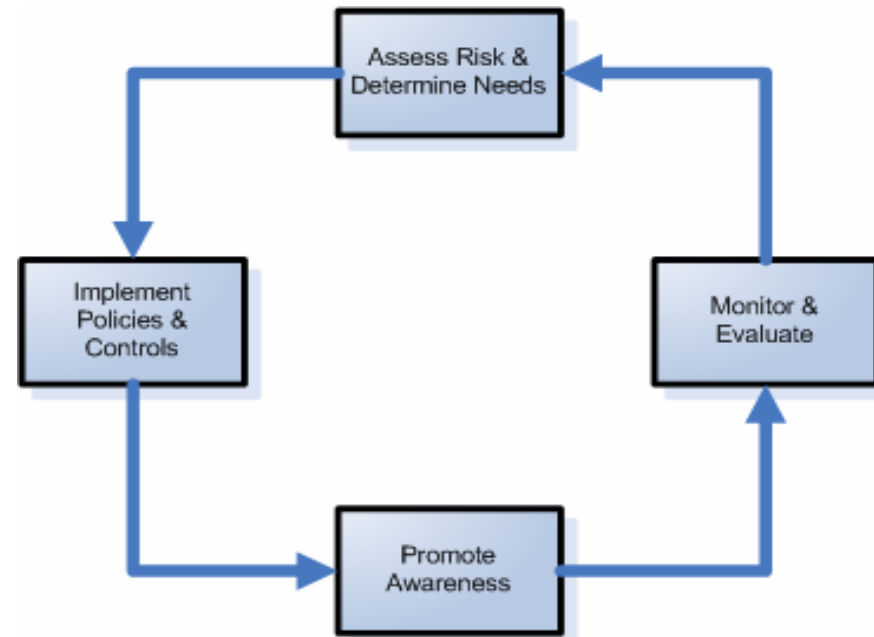 Assess Risk &
Determine Needs
Implement
Policies &
Controls
Monitor &
Evaluate
Promote
Awareness